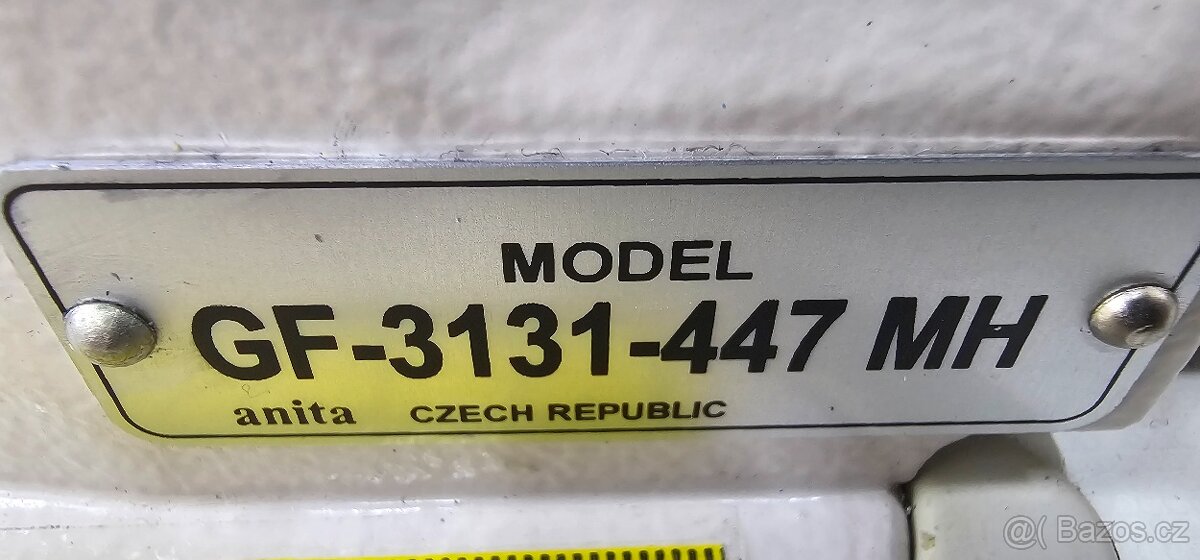 MODEL
GF-3131-447 MH
anita CZECH REPUBLIC
@( Bazos.cz